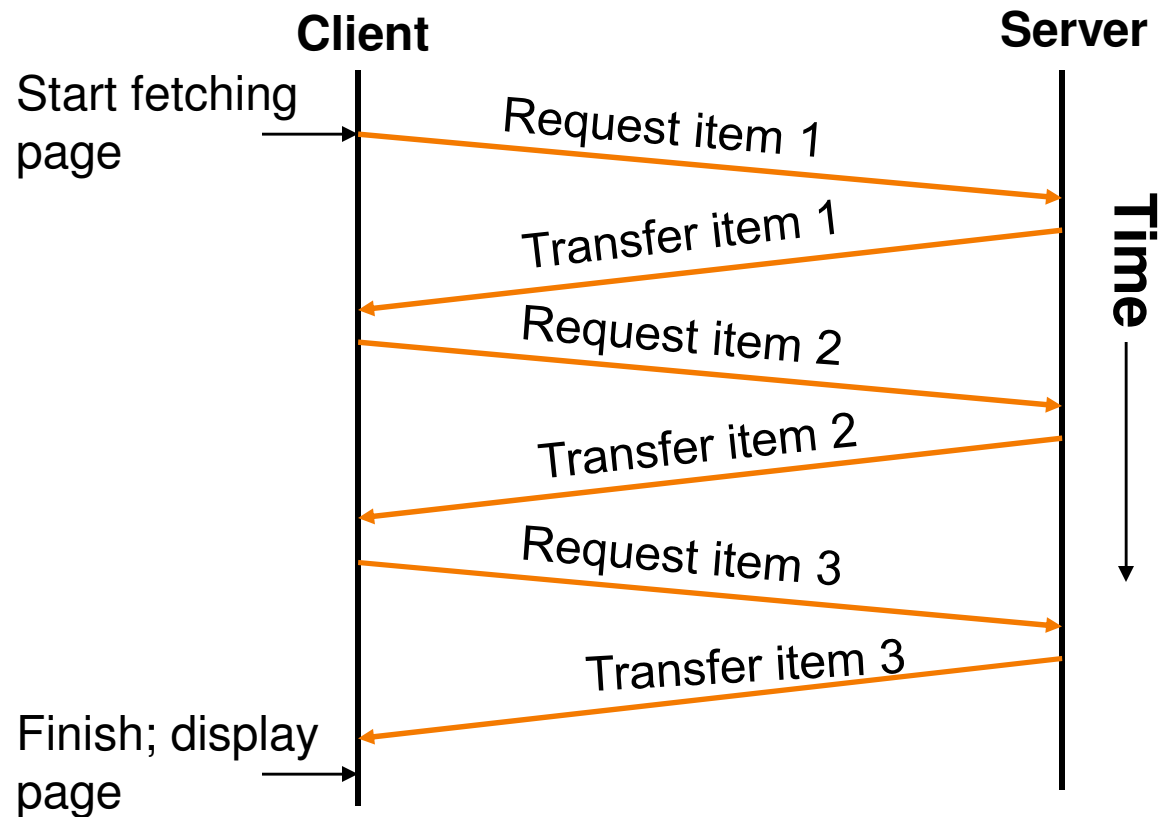 Client
Server
Start fetching
page
Request item 1
Transfer item 1
Time
Request item 2
Transfer item 2
Request item 3
Transfer item 3
Finish; display
page